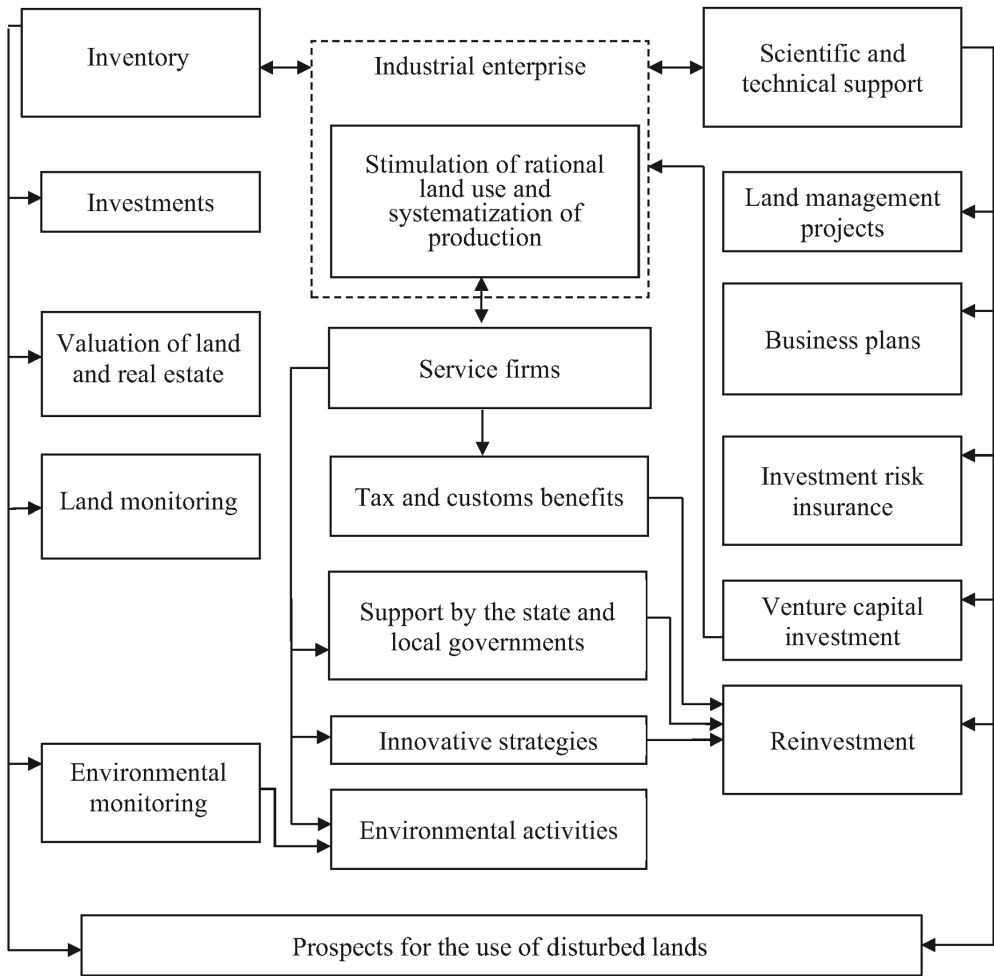 Inventory
Industrial enterprise
Scientific and
technical support
Stimulation of rational
land use and
systematization of
production
Investments
Land management
projects
Valuation of land
and real estate
Service firms
Business plans
Land monitoring
Tax and customs benefits
Investment risk
insurance
Support by the state and
local governments
Venture capital
investment
Innovative strategies
Reinvestment
Environmental
monitoring
Environmental activities
Prospects for the use of disturbed lands